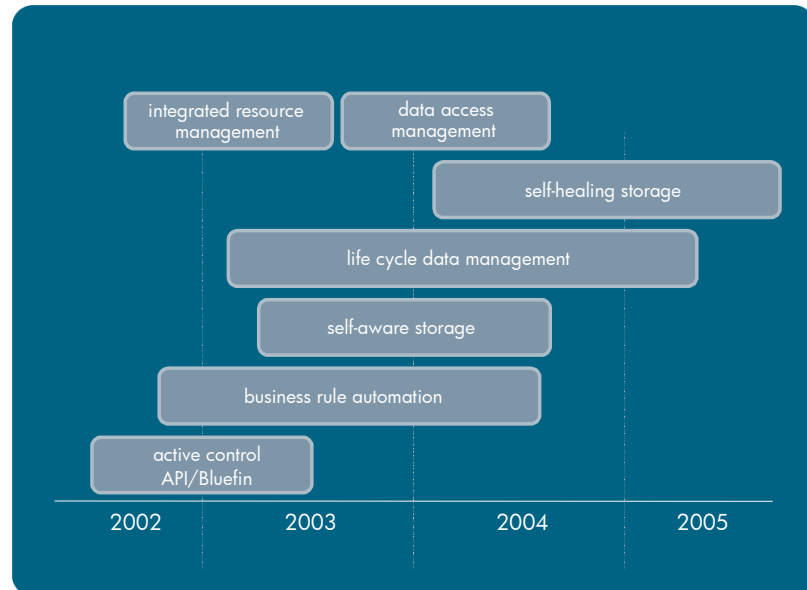 integrated resource
management
data access
management
self-healing storage
life cycle data management
self-aware storage
business rule automation
active control
API/Bluefin
2002
2003
2004
2005